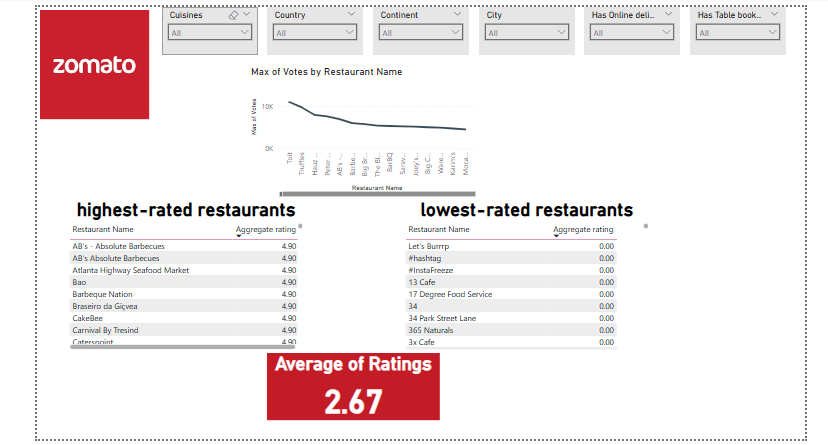 zomato
Cuisines
All
Country
All
Continent
All
City
All
Has Online deli...
All
Has Table book...
All
Max of Votes by Restaurant Name
Max of Votes
10K
0K
Toit
Truffles
Hauz ...
Peter ...
AB's -...
Barbe...
Big Br...
The Bl...
BarBQ
Sarav...
Joey's...
Big C...
Ware...
Karim's
Moca...
Restaurant Name
highest-rated restaurants
Restaurant Name Aggregate rating
AB's - Absolute Barbecues 4.90
AB's Absolute Barbecues 4.90
Atlanta Highway Seafood Market 4.90
Bao 4.90
Barbeque Nation 4.90
Braseiro da Gávea 4.90
CakeBee 4.90
Carnival By Tresind 4.90
Caterspoint 4.90
lowest-rated restaurants
Restaurant Name Aggregate rating
Let's Burrrp 0.00
#hashtag 0.00
#InstaFreeze 0.00
13 Cafe 0.00
17 Degree Food Service 0.00
34 0.00
34 Park Street Lane 0.00
365 Naturals 0.00
3x Cafe 0.00
Average of Ratings
2.67